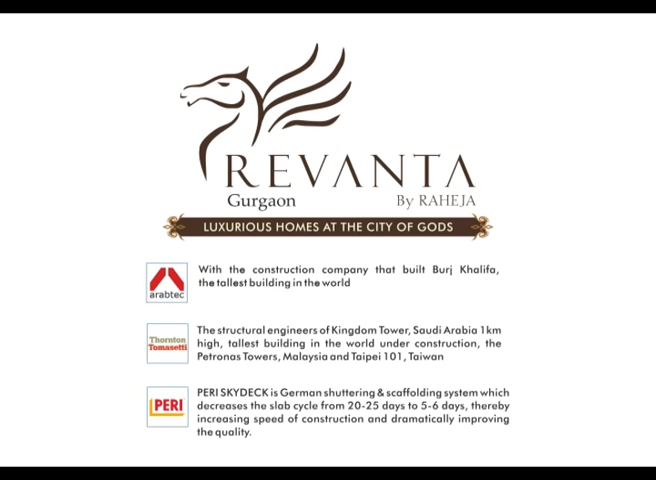 REVANTA
Gurgaon By RAHEJA
LUXURIOUS HOMES AT THE CITY OF GODS
arabtec
With the construction company that built Burj Khalifa,
the tallest building in the world
Thornton
Tomasetti
The structural engineers of Kingdom Tower, Saudi Arabia 1km
high, tallest building in the world under construction, the
Petronas Towers, Malaysia and Taipei 101, Taiwan
PERI
PERI SKYDECK is German shuttering & scaffolding system which
decreases the slab cycle from 20-25 days to 5-6 days, thereby
increasing speed of construction and dramatically improving
the quality.